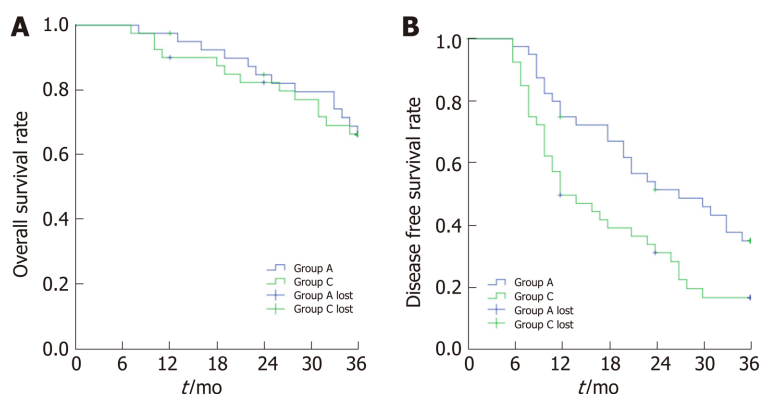 A
Overall survival rate
1.0
0.8
0.6
0.4
0.2
0.0
Group A
Group C
Group A lost
Group C lost
0 6 12 18 24 30 36
t/mo
B
Disease free survival rate
1.0
0.8
0.6
0.4
0.2
0.0
Group A
Group C
Group A lost
Group C lost
0 6 12 18 24 30 36
t/mo